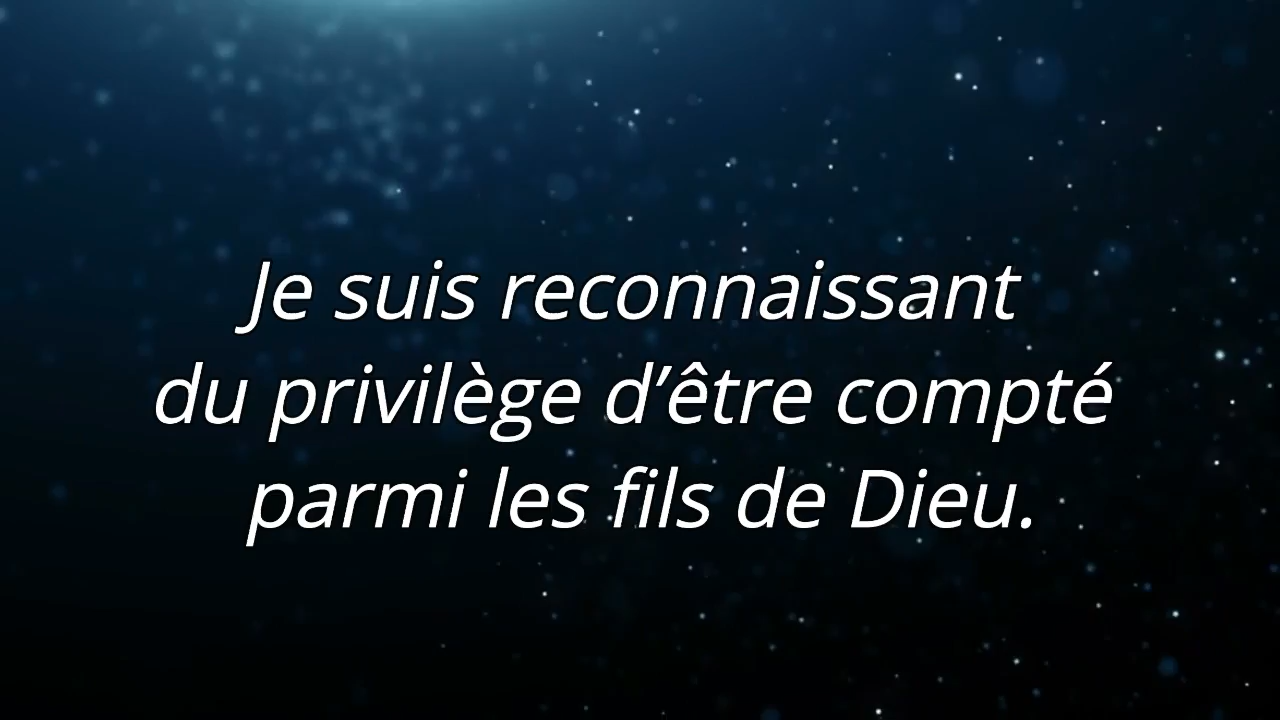 Je suis reconnaissant
du privilège d’être compté
parmi les fils de Dieu.